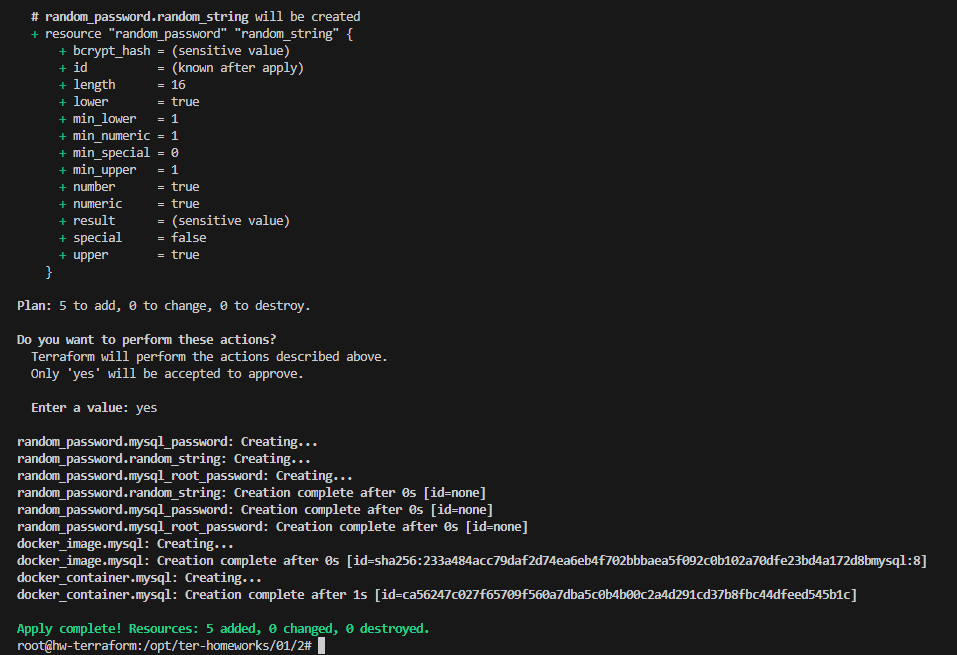 # random_password.random_string will be created
+ resource "random_password" "random_string" {
+ bcrypt_hash = (sensitive value)
+ id          = (known after apply)
+ length      = 16
+ lower       = true
+ min_lower   = 1
+ min_numeric = 1
+ min_special = 0
+ min_upper   = 1
+ number      = true
+ numeric     = true
+ result      = (sensitive value)
+ special     = false
+ upper       = true
}
Plan: 5 to add, 0 to change, 0 to destroy.
Do you want to perform these actions?
Terraform will perform the actions described above.
Only 'yes' will be accepted to approve.
Enter a value: yes
random_password.mysql_password: Creating...
random_password.random_string: Creating...
random_password.mysql_root_password: Creating...
random_password.random_string: Creation complete after 0s [id=none]
random_password.mysql_password: Creation complete after 0s [id=none]
random_password.mysql_root_password: Creation complete after 0s [id=none]
docker_image.mysql: Creating...
docker_image.mysql: Creation complete after 0s [id=sha256:233a484acc79daf2d74ea6eb4f702bbbaea5f092c0b102a70dfe23bd4a172d8bmysql:8]
docker_container.mysql: Creating...
docker_container.mysql: Creation complete after 1s [id=ca56247c027f65709f560a7dba5c0b4b00c2a4d291cd37b8fbc44dfeed545b1c]
Apply complete! Resources: 5 added, 0 changed, 0 destroyed.
root@hw-terraform:/opt/ter-homeworks/01/2#